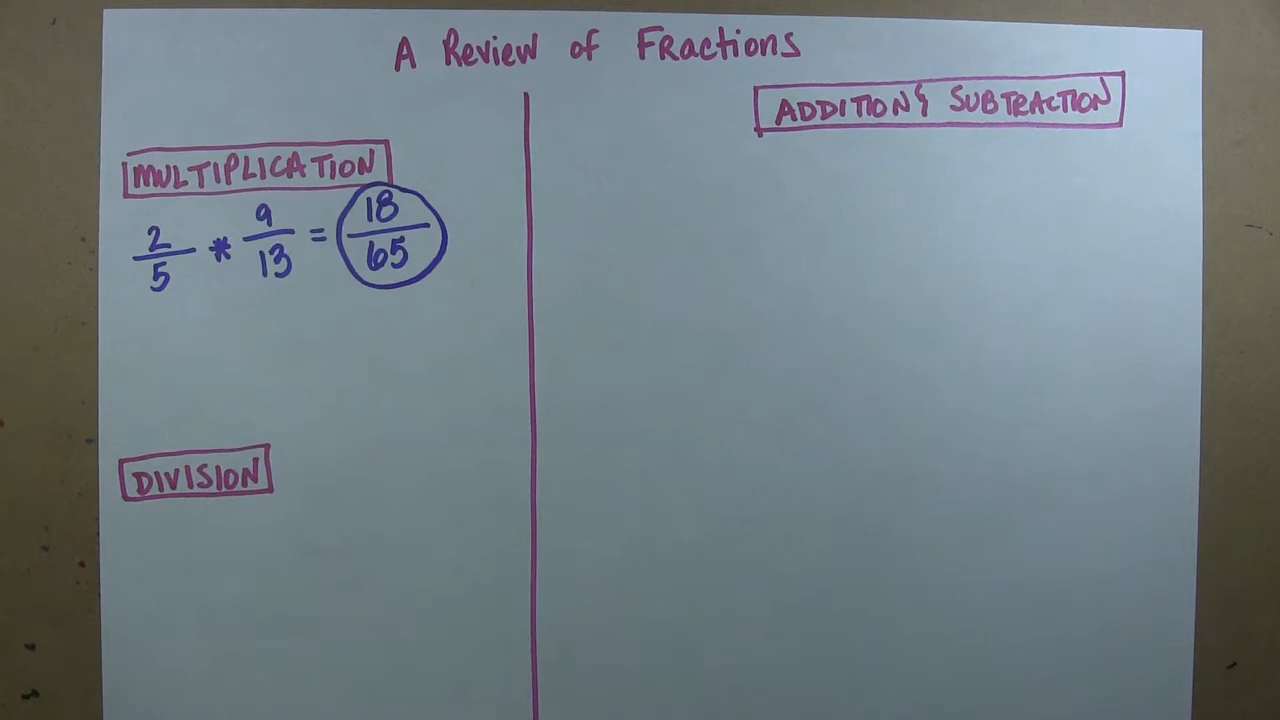 A Review of Fractions
MULTIPLICATION
2/5 * 9/13 = 18/65
DIVISION
ADDITION & SUBTRACTION